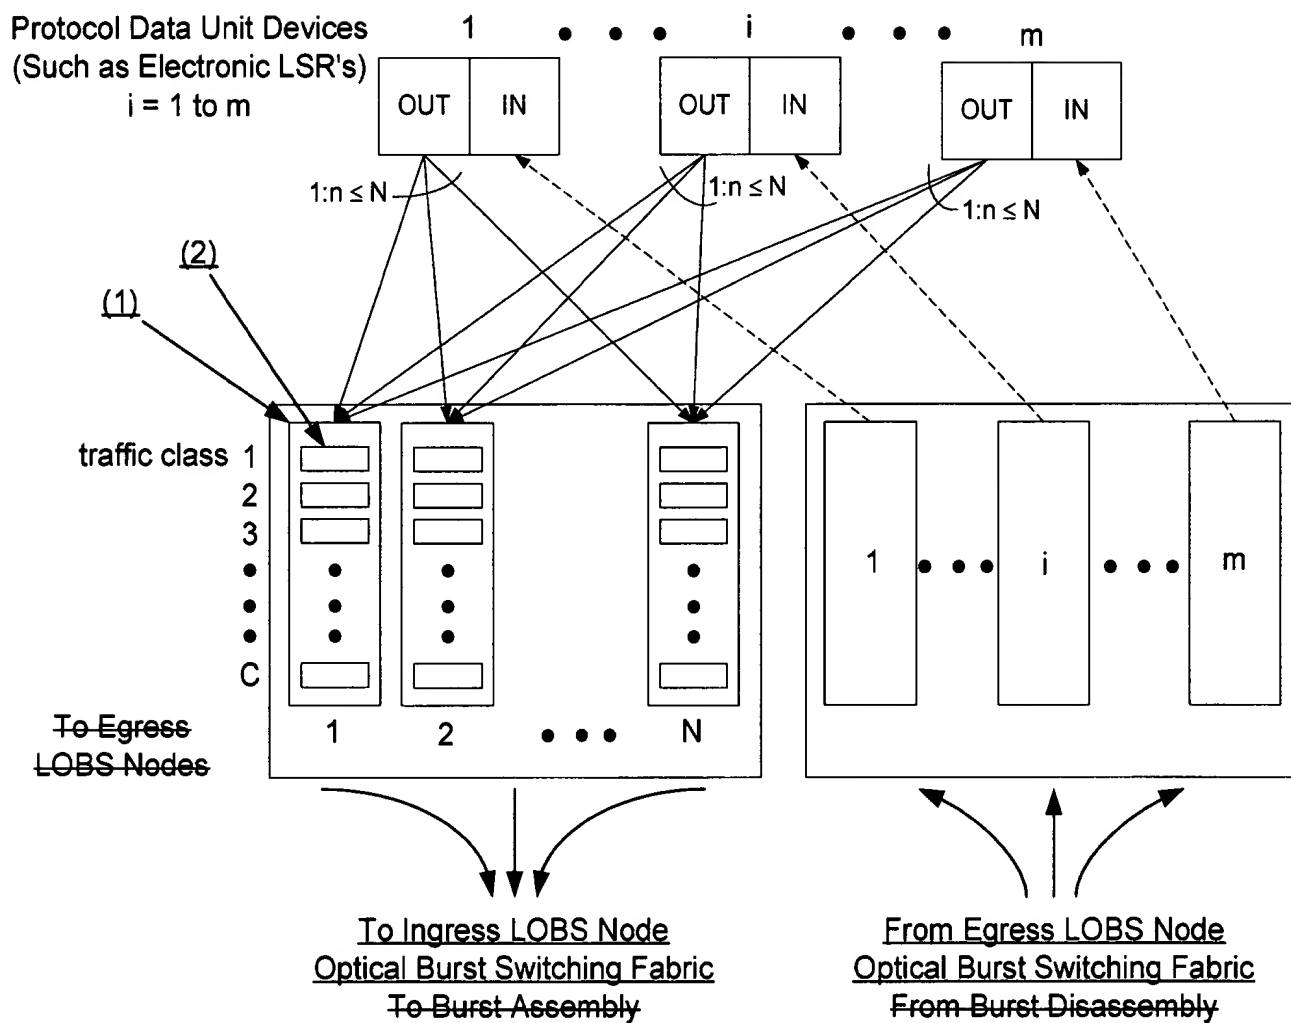 Protocol Data Unit Devices
(Such as Electronic LSR's)
i = 1 to m
1 • • • i • • • m
OUT IN OUT IN OUT IN
1:n ≤ N 1:n ≤ N 1:n ≤ N
(2)
(1)
traffic class 1
2
3
C
1 • • • i • • • m
To Egress
LOBS Nodes
1 2 • • • N
To Ingress LOBS Node
Optical Burst Switching Fabric
To Burst Assembly
From Egress LOBS Node
Optical Burst Switching Fabric
From Burst Disassembly